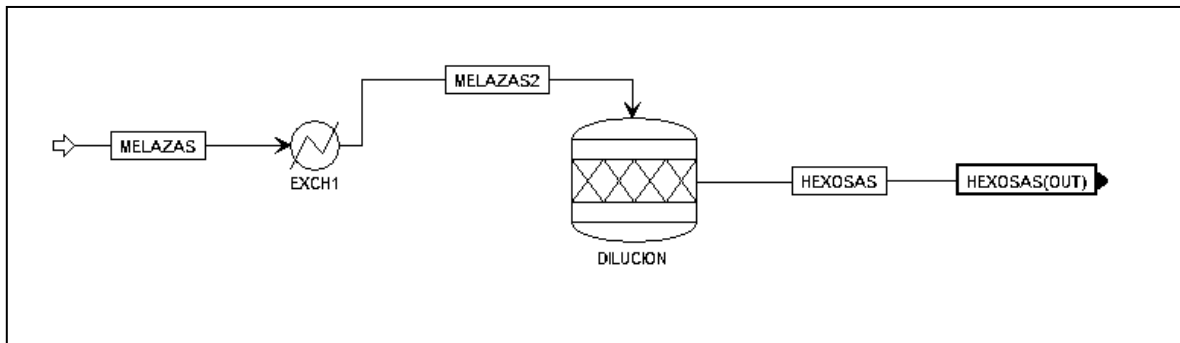 MELAZAS
EXCH1
MELAZAS2
DILUCION
HEXOSAS
HEXOSAS(OUT)